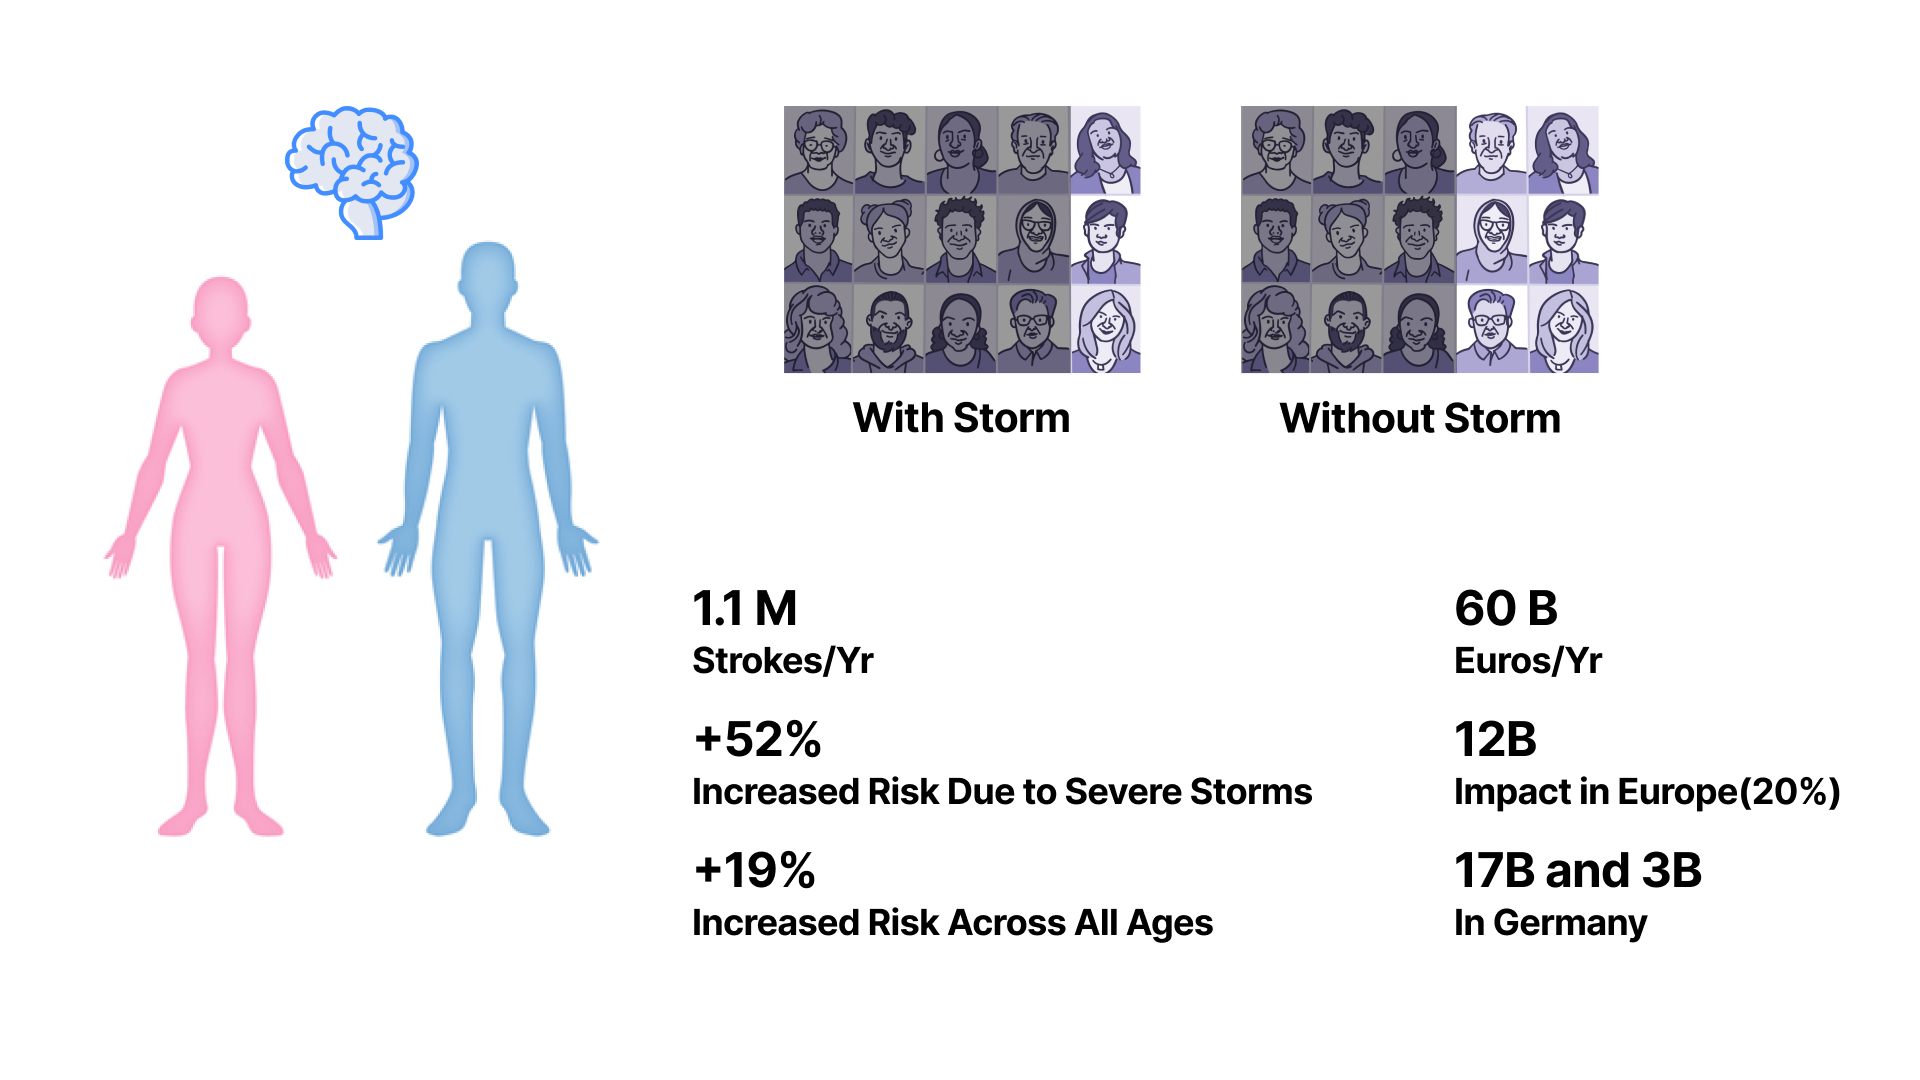 With Storm
Without Storm
1.1 M
Strokes/Yr
+52%
Increased Risk Due to Severe Storms
+19%
Increased Risk Across All Ages
60 B
Euros/Yr
12B
Impact in Europe(20%)
17B and 3B
In Germany